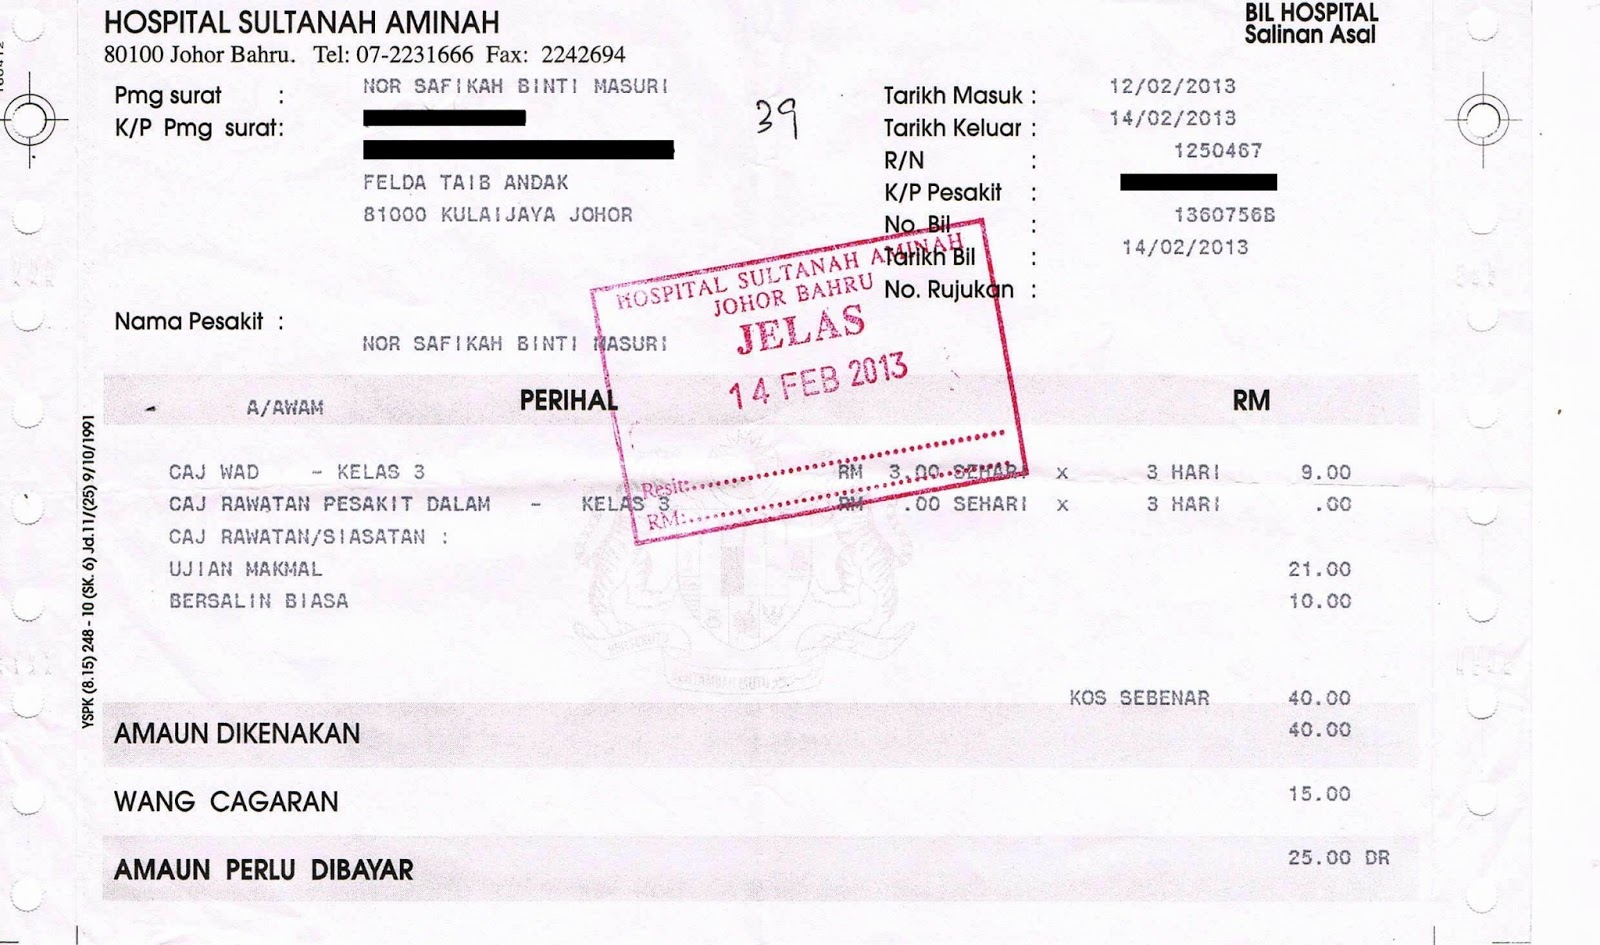 HOSPITAL SULTANAH AMINAH
80100 Johor Bahru. Tel: 07-2231666 Fax: 2242694
BIL HOSPITAL
Salinan Asal
Pmg surat : NOR SAFIKAH BINTI MASURI
K/P Pmg surat:
FELDA TAIB ANDAK
81000 KULAIJAYA JOHOR
39
Tarikh Masuk : 12/02/2013
Tarikh Keluar : 14/02/2013
R/N : 1250467
K/P Pesakit :
No. Bil : 1360756B
Tarikh Bil : 14/02/2013
No. Rujukan :
Nama Pesakit :
NOR SAFIKAH BINTI MASURI
HOSPITAL SULTANAH AMINAH
JOHOR BAHRU
JELAS
14 FEB 2013
Resit:
RM:
A/AWAM PERIHAL RM
CAJ WAD - KELAS 3 RM 3.00 SEHARI x 3 HARI 9.00
CAJ RAWATAN PESAKIT DALAM - KELAS 3 RM .00 SEHARI x 3 HARI .00
CAJ RAWATAN/SIASATAN :
UJIAN MAKMAL 21.00
BERSALIN BIASA 10.00
KOS SEBENAR 40.00
AMAUN DIKENAKAN 40.00
WANG CAGARAN 15.00
AMAUN PERLU DIBAYAR 25.00 DR
YSPK (8.15) 248 - 10 (SK. 6) Jd.11/(25) 9/10/1991